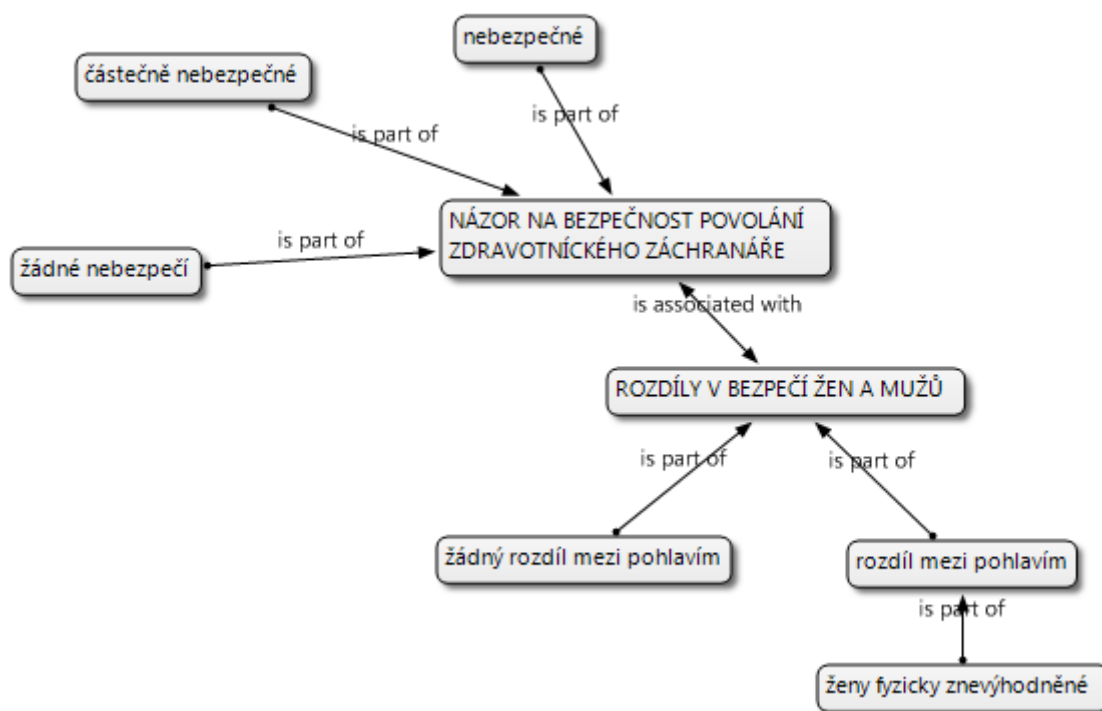 nebezpečné
částečně nebezpečné
is part of
is part of
NÁZOR NA BEZPEČNOST POVOLÁNÍ
ZDRAVOTNÍCKÉHO ZÁCHRANÁŘE
is part of
žádné nebezpečí
is associated with
ROZDÍLY V BEZPEČÍ ŽEN A MUŽŮ
is part of
is part of
žádný rozdíl mezi pohlavím
rozdíl mezi pohlavím
is part of
ženy fyzicky znevýhodněné